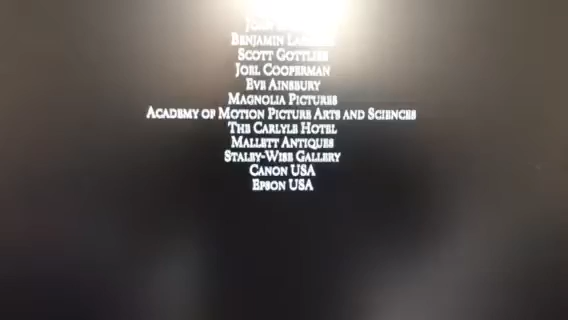 John
Benjamin
Scott Gottlieb
Joel Cooperman
Eve Ainsbury
Magnolia Pictures
Academy of Motion Picture Arts and Sciences
The Carlyle Hotel
Mallett Antiques
Staley-Wise Gallery
Canon USA
Epson USA